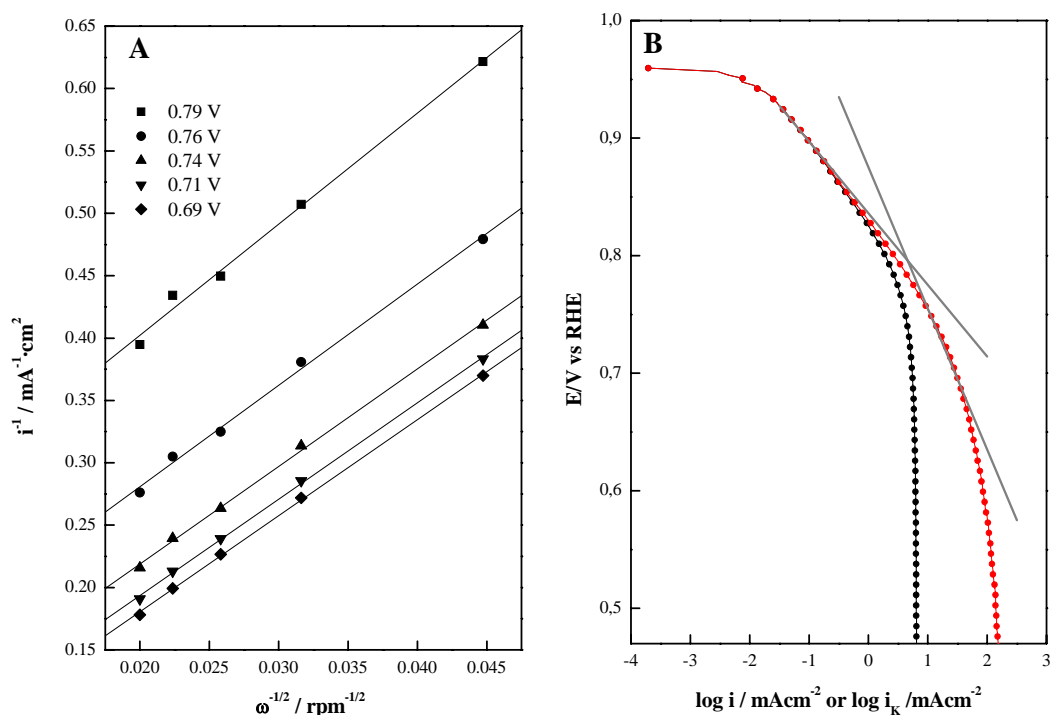 A
0.79 V
0.76 V
0.74 V
0.71 V
0.69 V
0.65
0.60
0.55
0.50
0.45
0.40
0.35
0.30
0.25
0.20
0.15
0.020
0.025
0.030
0.035
0.040
0.045
i⁻¹ / mA⁻¹·cm²
ω⁻¹/² / rpm⁻¹/²
B
1,0
0,9
0,8
0,7
0,6
0,5
-4
-3
-2
-1
0
1
2
3
E/V vs RHE
log i / mAcm⁻² or log i_K /mAcm⁻²